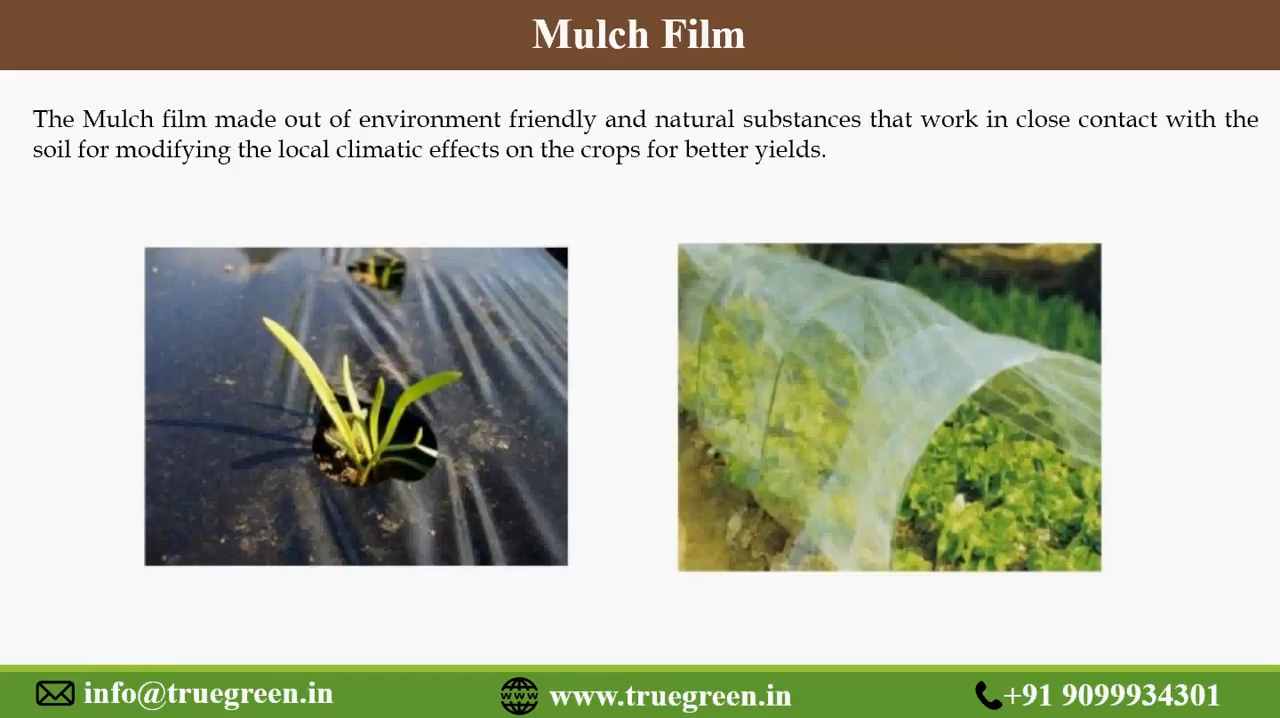 Mulch Film
The Mulch film made out of environment friendly and natural substances that work in close contact with the
soil for modifying the local climatic effects on the crops for better yields.
info@truegreen.in
www.truegreen.in
+91 9099934301